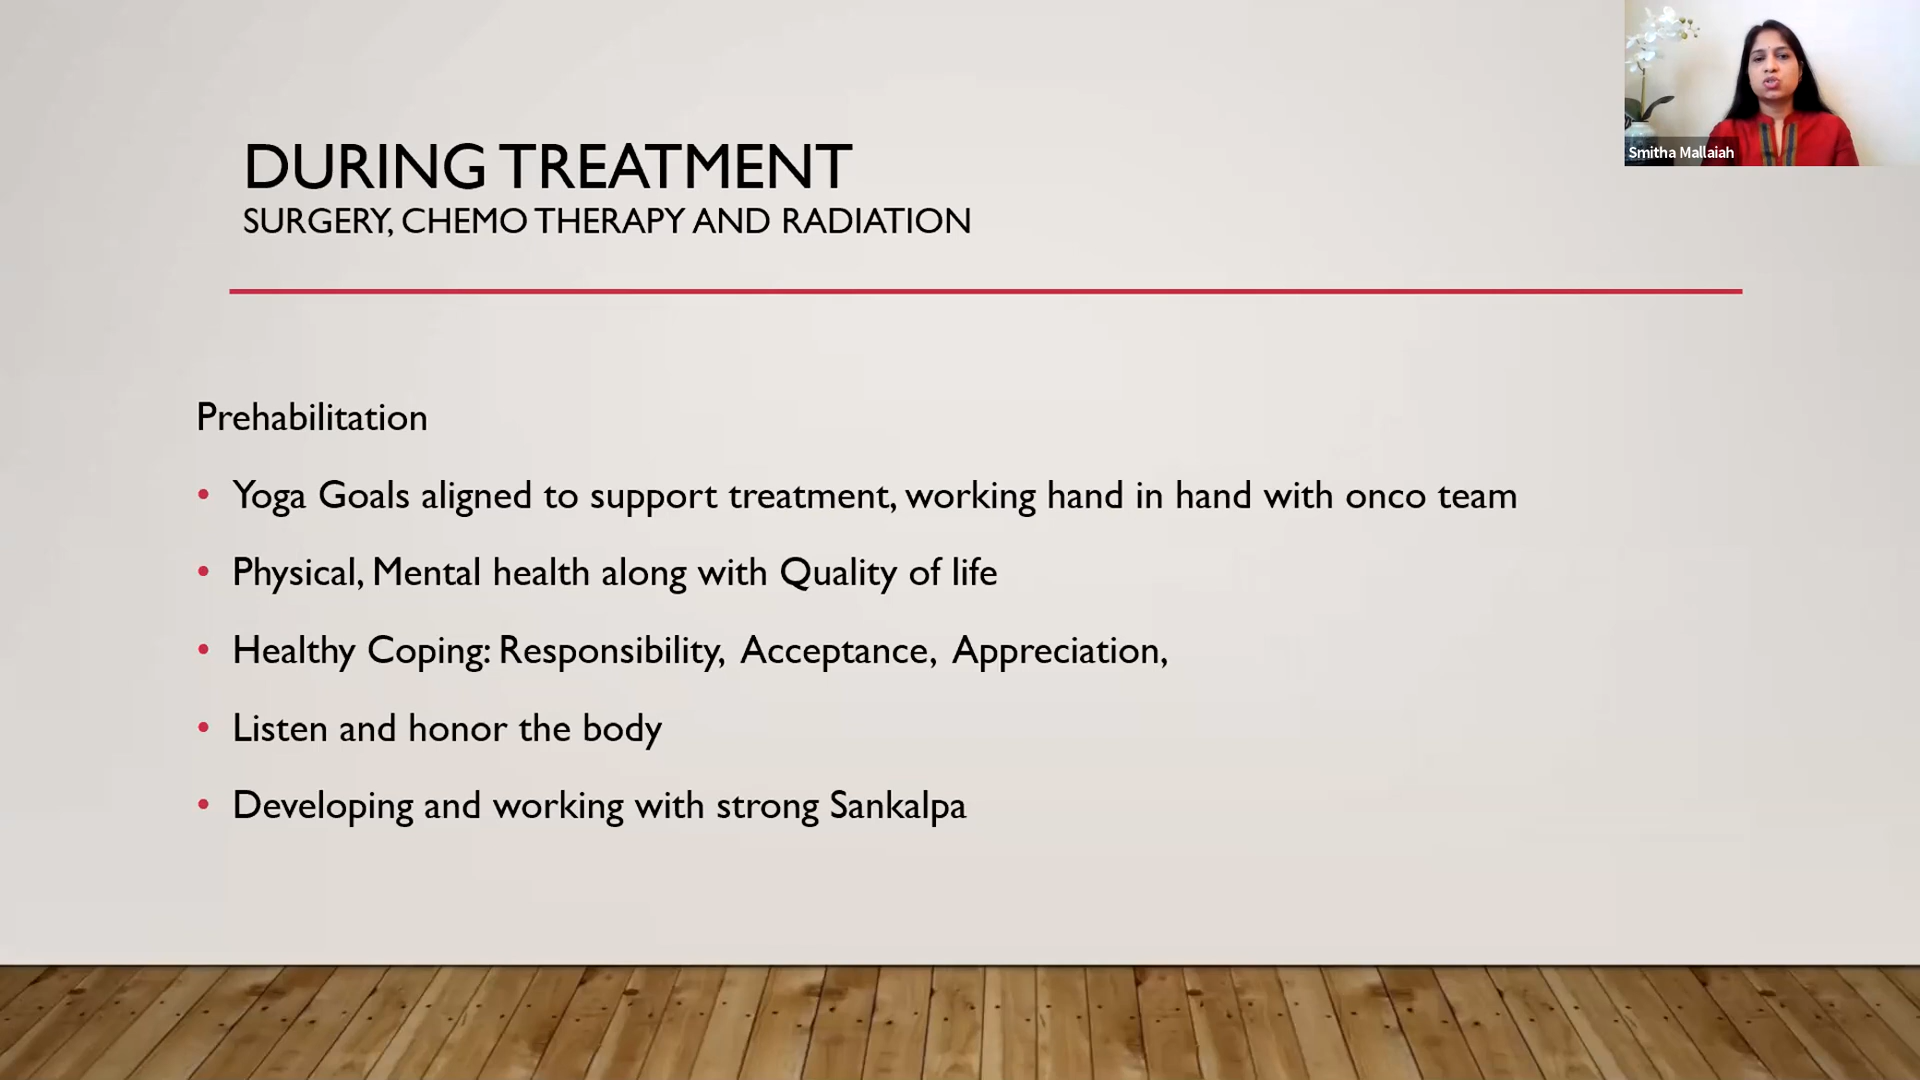 DURING TREATMENT
SURGERY, CHEMO THERAPY AND RADIATION
Prehabilitation
• Yoga Goals aligned to support treatment, working hand in hand with onco team
• Physical, Mental health along with Quality of life
• Healthy Coping: Responsibility, Acceptance, Appreciation,
• Listen and honor the body
• Developing and working with strong Sankalpa
Smitha Mallaiah